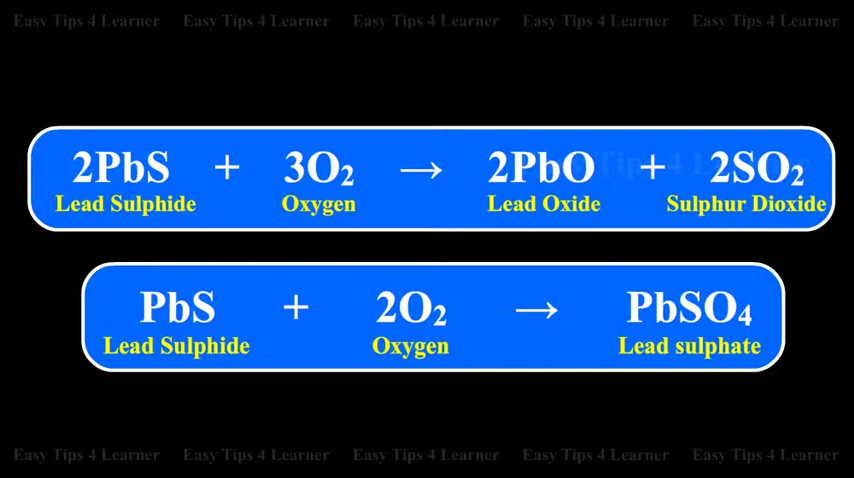 Easy Tips 4 Learner Easy Tips 4 Learner Easy Tips 4 Learner Easy Tips 4 Learner Easy Tips 4 Learner
2PbS + 3O₂ → 2PbO + 2SO₂
Lead Sulphide Oxygen Lead Oxide Sulphur Dioxide
PbS + 2O₂ → PbSO₄
Lead Sulphide Oxygen Lead sulphate
Easy Tips 4 Learner Easy Tips 4 Learner Easy Tips 4 Learner Easy Tips 4 Learner Easy Tips 4 Learner